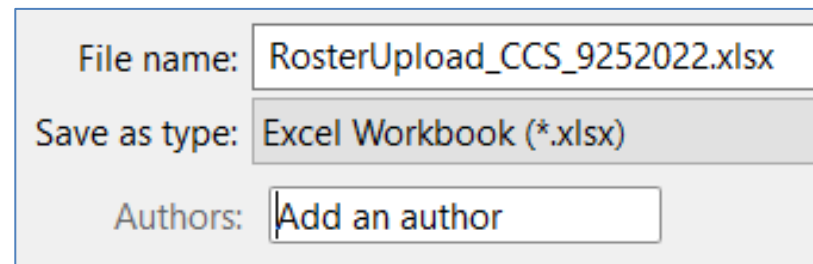 File name: RosterUpload_CCS_9252022.xlsx
Save as type: Excel Workbook (*.xlsx)
Authors: Add an author